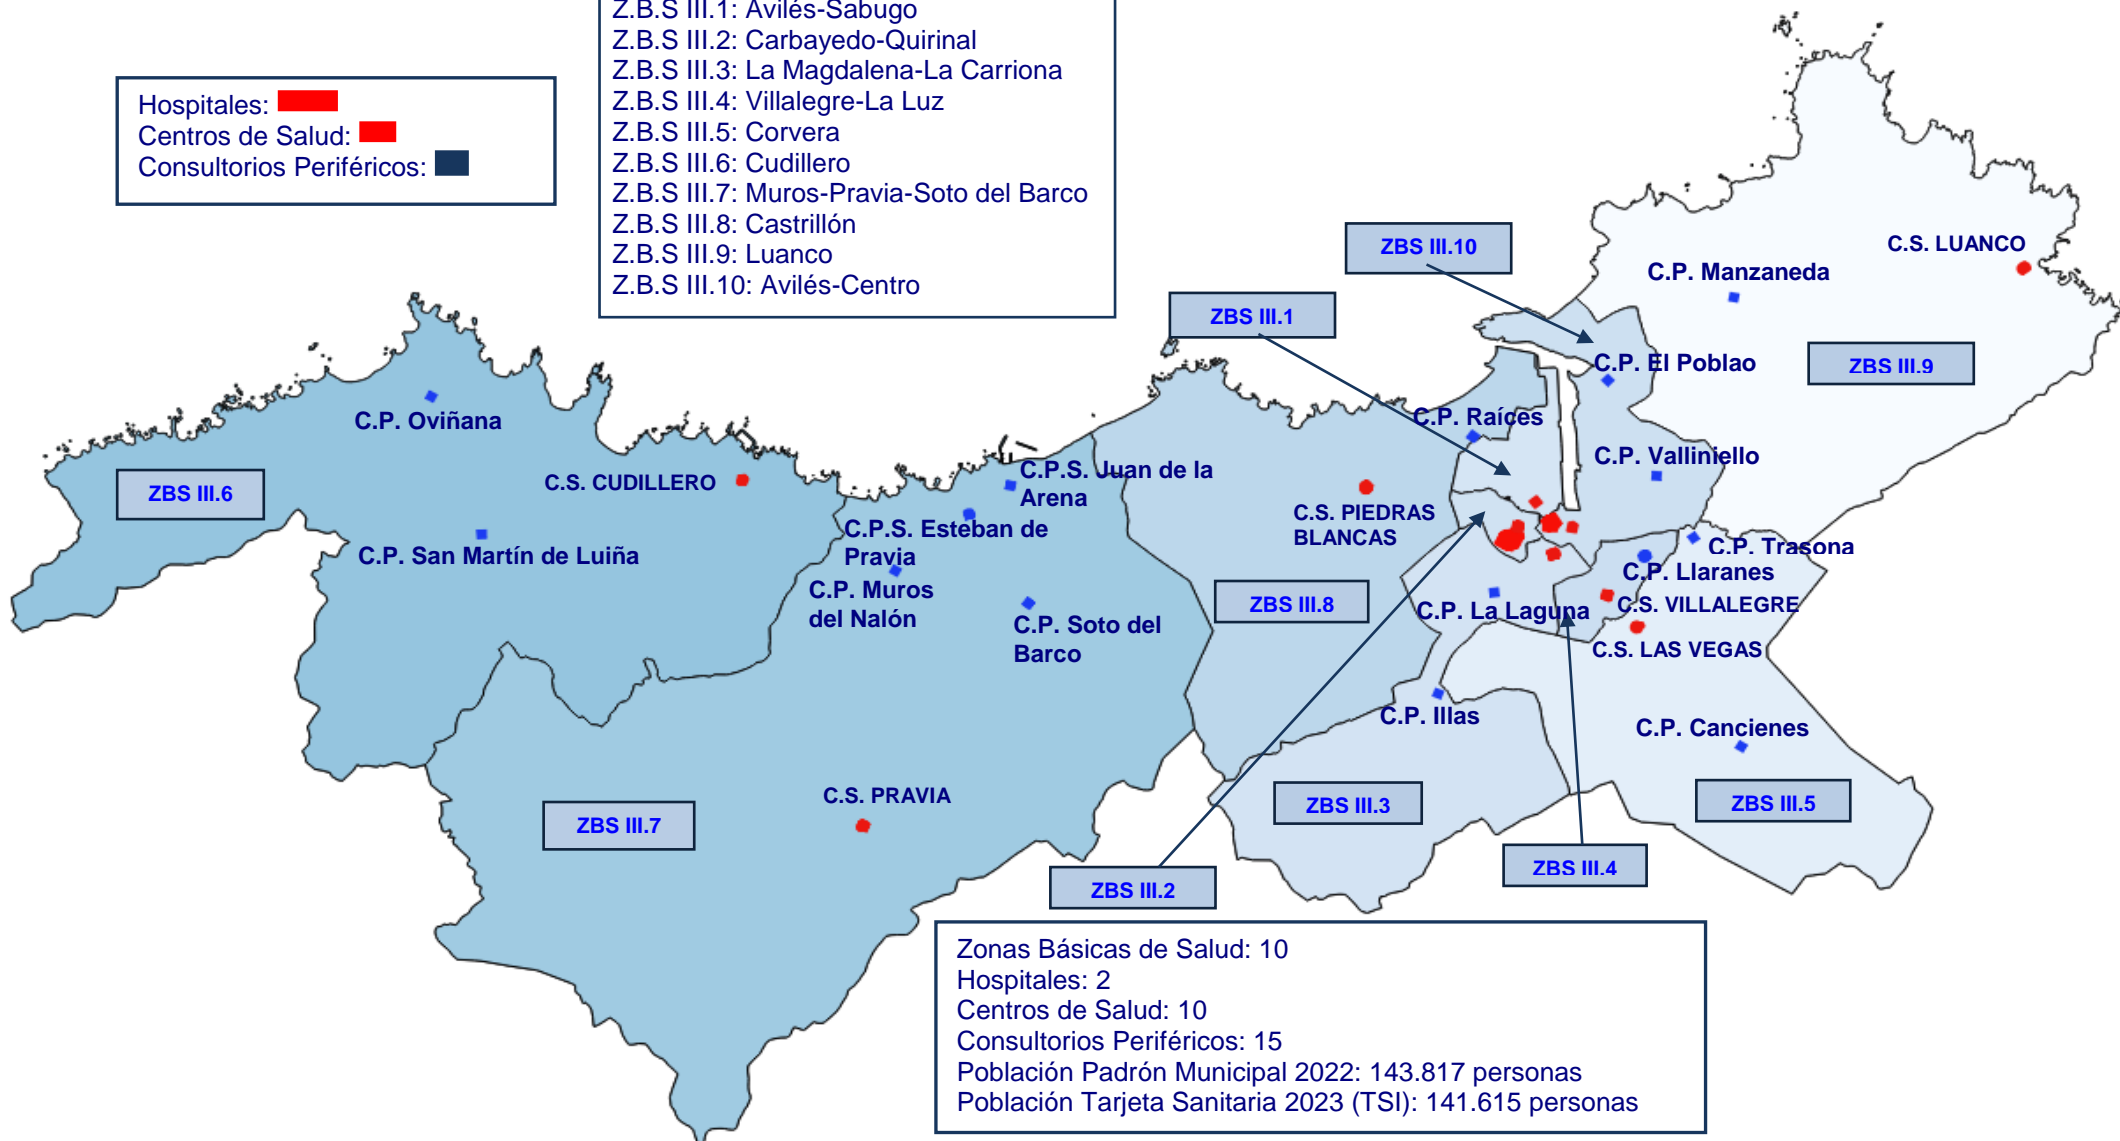 Z.B.S III.1: Avilés-Sabugo
Z.B.S III.2: Carbayedo-Quirinal
Z.B.S III.3: La Magdalena-La Carriona
Z.B.S III.4: Villalegre-La Luz
Z.B.S III.5: Corvera
Z.B.S III.6: Cudillero
Z.B.S III.7: Muros-Pravia-Soto del Barco
Z.B.S III.8: Castrillón
Z.B.S III.9: Luanco
Z.B.S III.10: Avilés-Centro
Hospitales:
Centros de Salud:
Consultorios Periféricos:
ZBS III.10
C.S. LUANCO
C.P. Manzaneda
ZBS III.1
C.P. El Poblao
ZBS III.9
C.P. Oviñana
C.P. Raíces
C.P. Valliniello
ZBS III.6
C.S. CUDILLERO
C.P.S. Juan de la
Arena
C.S. PIEDRAS
BLANCAS
C.P.S. Esteban de
Pravia
C.P. San Martín de Luiña
C.P. Trasona
C.P. Llaranes
C.P. Muros
del Nalón
ZBS III.8
C.P. La Laguna
C.S. VILLALEGRE
C.P. Soto del
Barco
C.S. LAS VEGAS
C.P. Illas
C.P. Cancienes
C.S. PRAVIA
ZBS III.7
ZBS III.3
ZBS III.5
ZBS III.4
ZBS III.2
Zonas Básicas de Salud: 10
Hospitales: 2
Centros de Salud: 10
Consultorios Periféricos: 15
Población Padrón Municipal 2022: 143.817 personas
Población Tarjeta Sanitaria 2023 (TSI): 141.615 personas